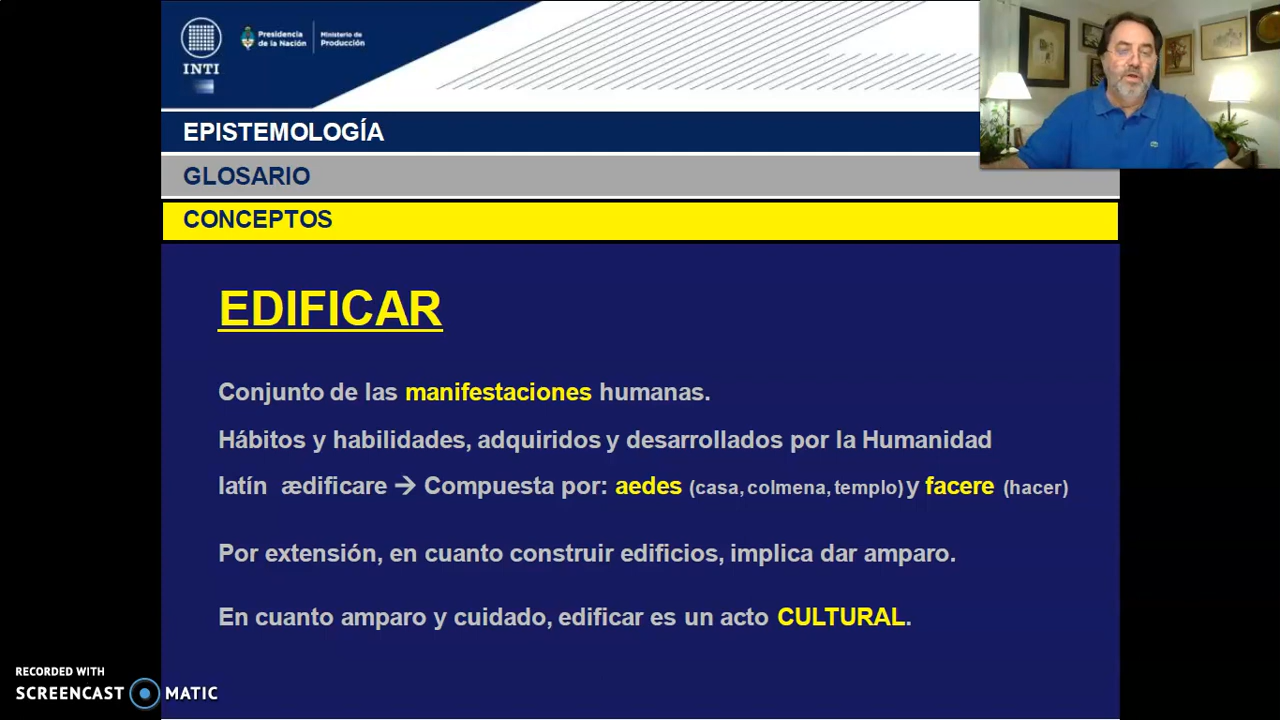 INTI
Presidencia
de la Nación
Ministerio de
Producción
EPISTEMOLOGÍA
GLOSARIO
CONCEPTOS
EDIFICAR
Conjunto de las manifestaciones humanas.
Hábitos y habilidades, adquiridos y desarrollados por la Humanidad
latín ædificare → Compuesta por: aedes (casa, colmena, templo) y facere (hacer)
Por extensión, en cuanto construir edificios, implica dar amparo.
En cuanto amparo y cuidado, edificar es un acto CULTURAL.
RECORDED WITH
SCREENCAST MATIC